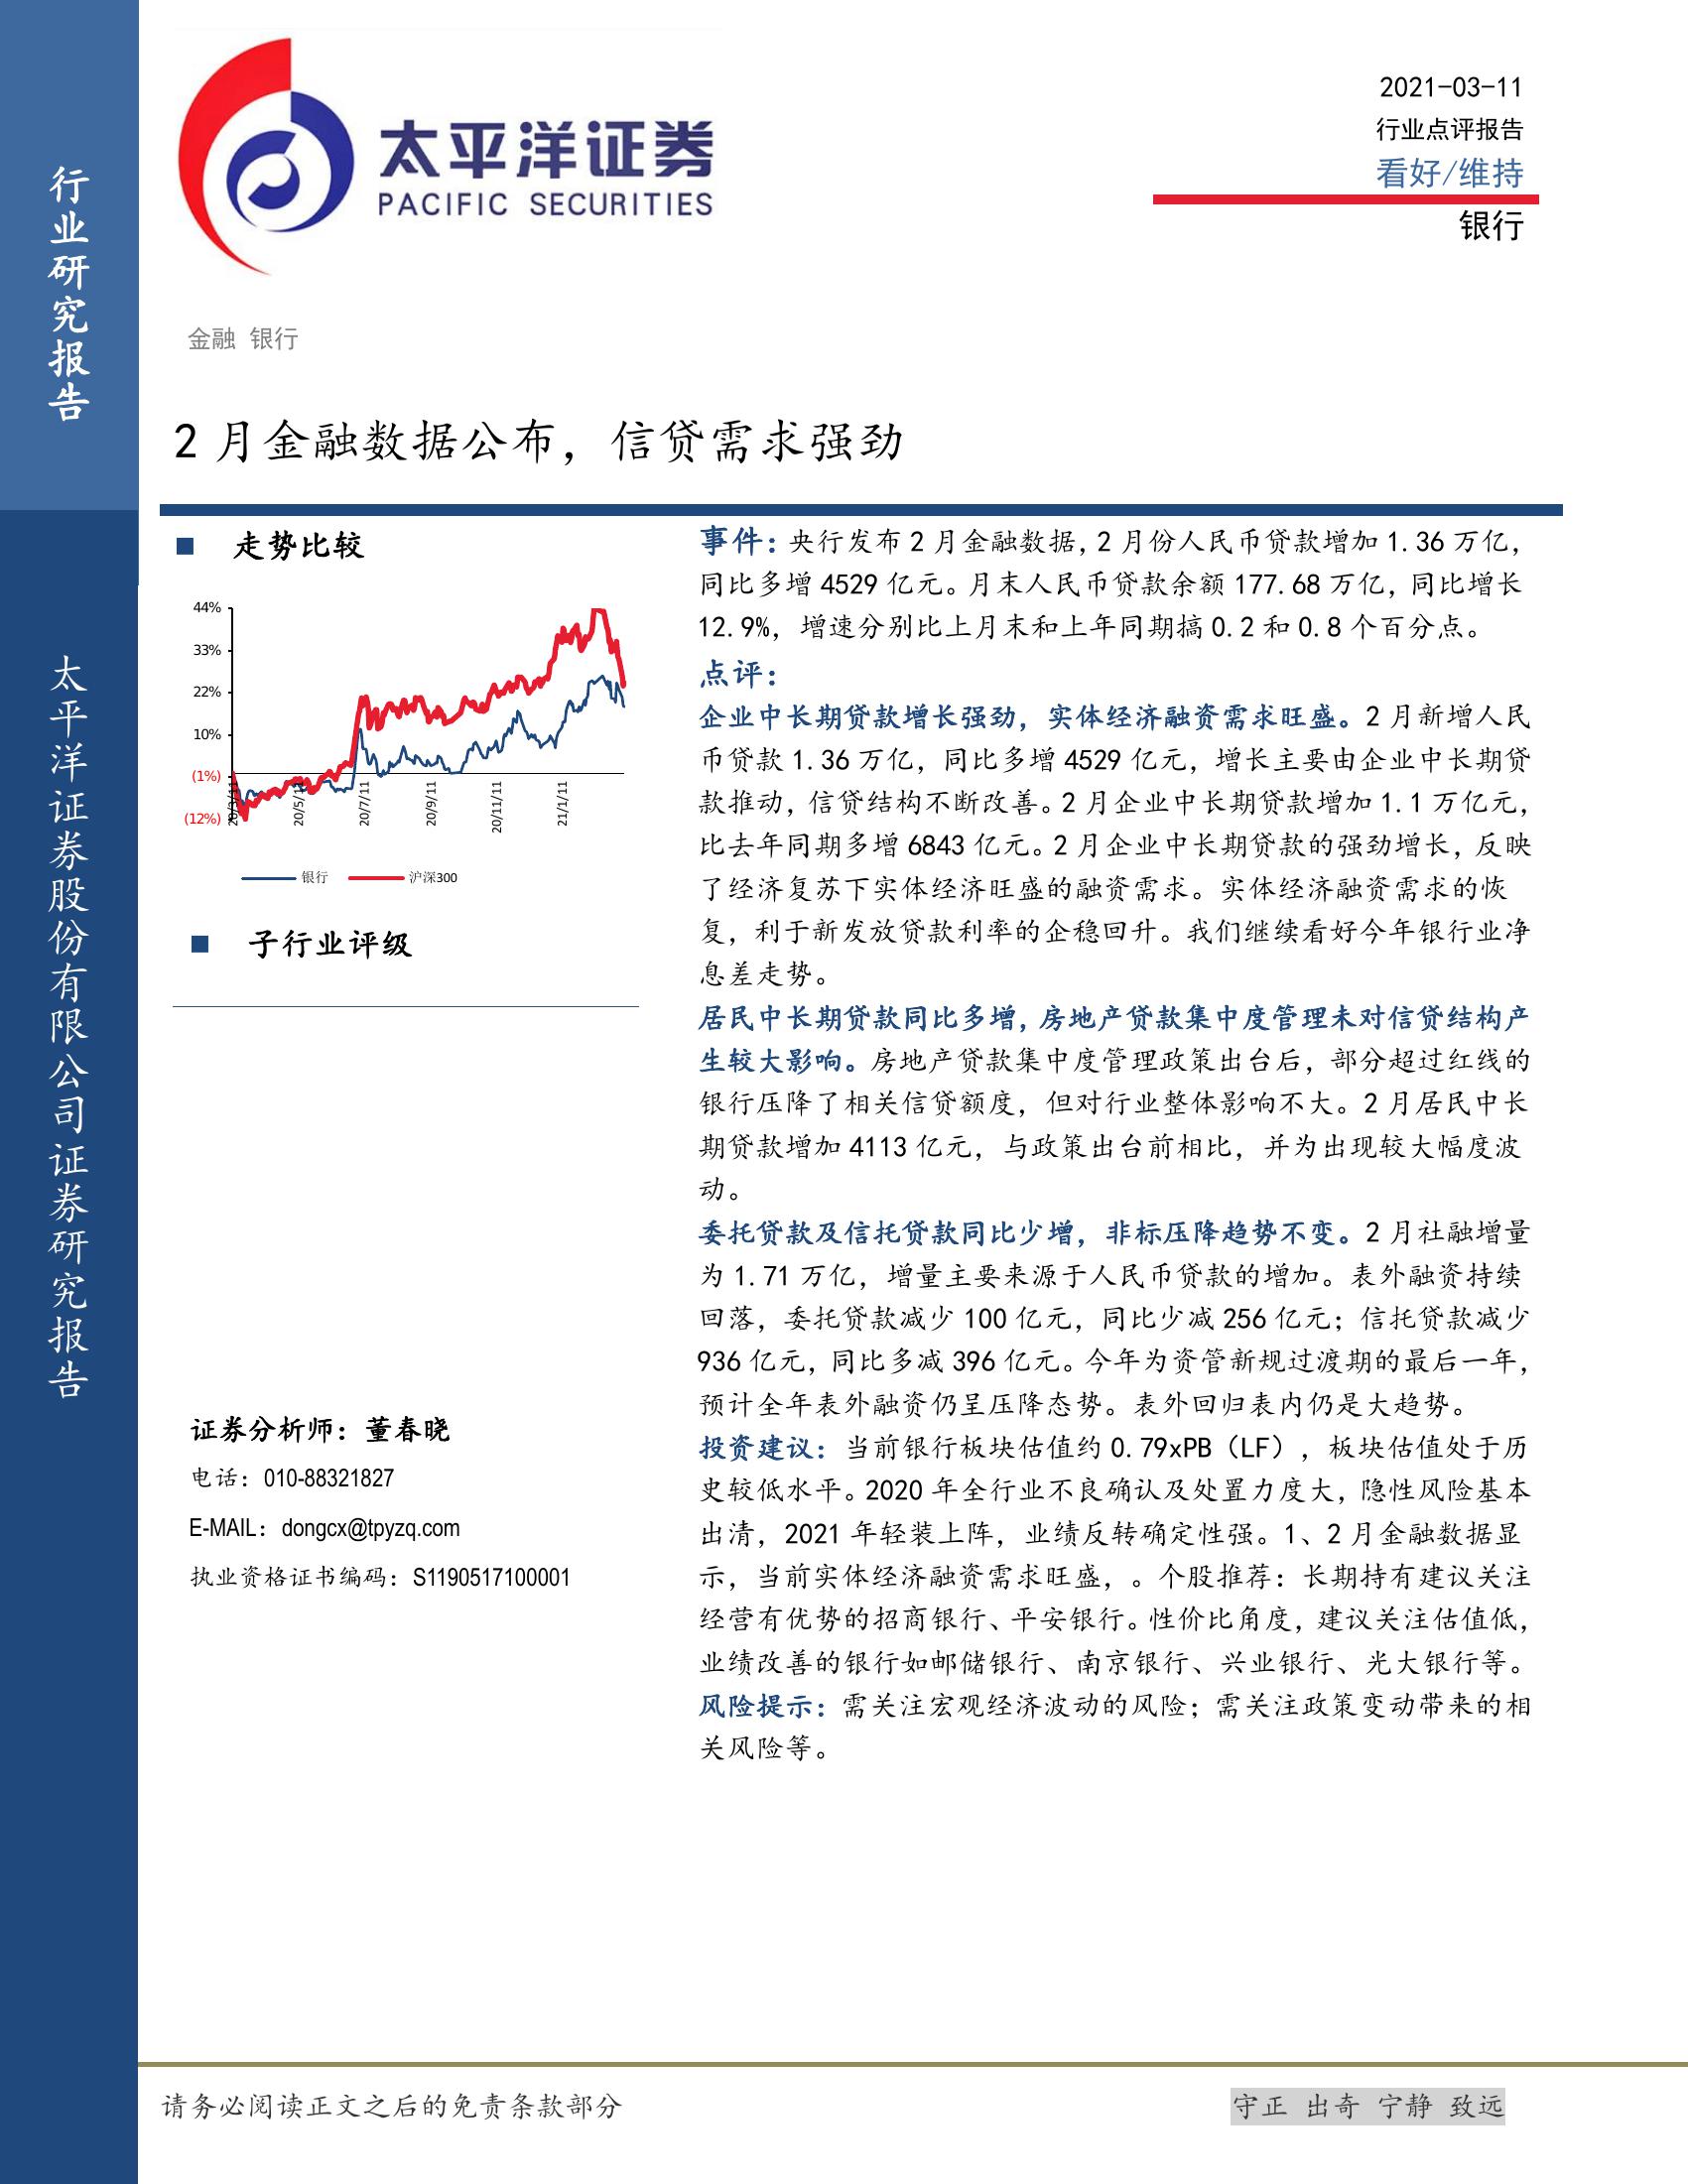 行业研究报告
太平洋证券股份有限公司证券研究报告
太平洋证券
PACIFIC SECURITIES
2021-03-11
行业点评报告
看好/维持
银行
金融 银行
2 月金融数据公布，信贷需求强劲
■ 走势比较
44%
33%
22%
10%
(1%)
(12%)
20/3/11
20/5/11
20/7/11
20/9/11
20/11/11
21/1/11
银行 沪深300
■ 子行业评级
证券分析师：董春晓
电话：010-88321827
E-MAIL：dongcx@tpyzq.com
执业资格证书编码：S1190517100001
事件：央行发布 2 月金融数据，2 月份人民币贷款增加 1.36 万亿，
同比多增 4529 亿元。月末人民币贷款余额 177.68 万亿，同比增长
12.9%，增速分别比上月末和上年同期搞 0.2 和 0.8 个百分点。
点评：
企业中长期贷款增长强劲，实体经济融资需求旺盛。2 月新增人民
币贷款 1.36 万亿，同比多增 4529 亿元，增长主要由企业中长期贷
款推动，信贷结构不断改善。2 月企业中长期贷款增加 1.1 万亿元，
比去年同期多增 6843 亿元。2 月企业中长期贷款的强劲增长，反映
了经济复苏下实体经济旺盛的融资需求。实体经济融资需求的恢
复，利于新发放贷款利率的企稳回升。我们继续看好今年银行业净
息差走势。
居民中长期贷款同比多增，房地产贷款集中度管理未对信贷结构产
生较大影响。房地产贷款集中度管理政策出台后，部分超过红线的
银行压降了相关信贷额度，但对行业整体影响不大。2 月居民中长
期贷款增加 4113 亿元，与政策出台前相比，并为出现较大幅度波
动。
委托贷款及信托贷款同比少增，非标压降趋势不变。2 月社融增量
为 1.71 万亿，增量主要来源于人民币贷款的增加。表外融资持续
回落，委托贷款减少 100 亿元，同比少减 256 亿元；信托贷款减少
936 亿元，同比多减 396 亿元。今年为资管新规过渡期的最后一年，
预计全年表外融资仍呈压降态势。表外回归表内仍是大趋势。
投资建议：当前银行板块估值约 0.79xPB（LF），板块估值处于历
史较低水平。2020 年全行业不良确认及处置力度大，隐性风险基本
出清，2021 年轻装上阵，业绩反转确定性强。1、2 月金融数据显
示，当前实体经济融资需求旺盛，。个股推荐：长期持有建议关注
经营有优势的招商银行、平安银行。性价比角度，建议关注估值低，
业绩改善的银行如邮储银行、南京银行、兴业银行、光大银行等。
风险提示：需关注宏观经济波动的风险；需关注政策变动带来的相
关风险等。
请务必阅读正文之后的免责条款部分
守正 出奇 宁静 致远